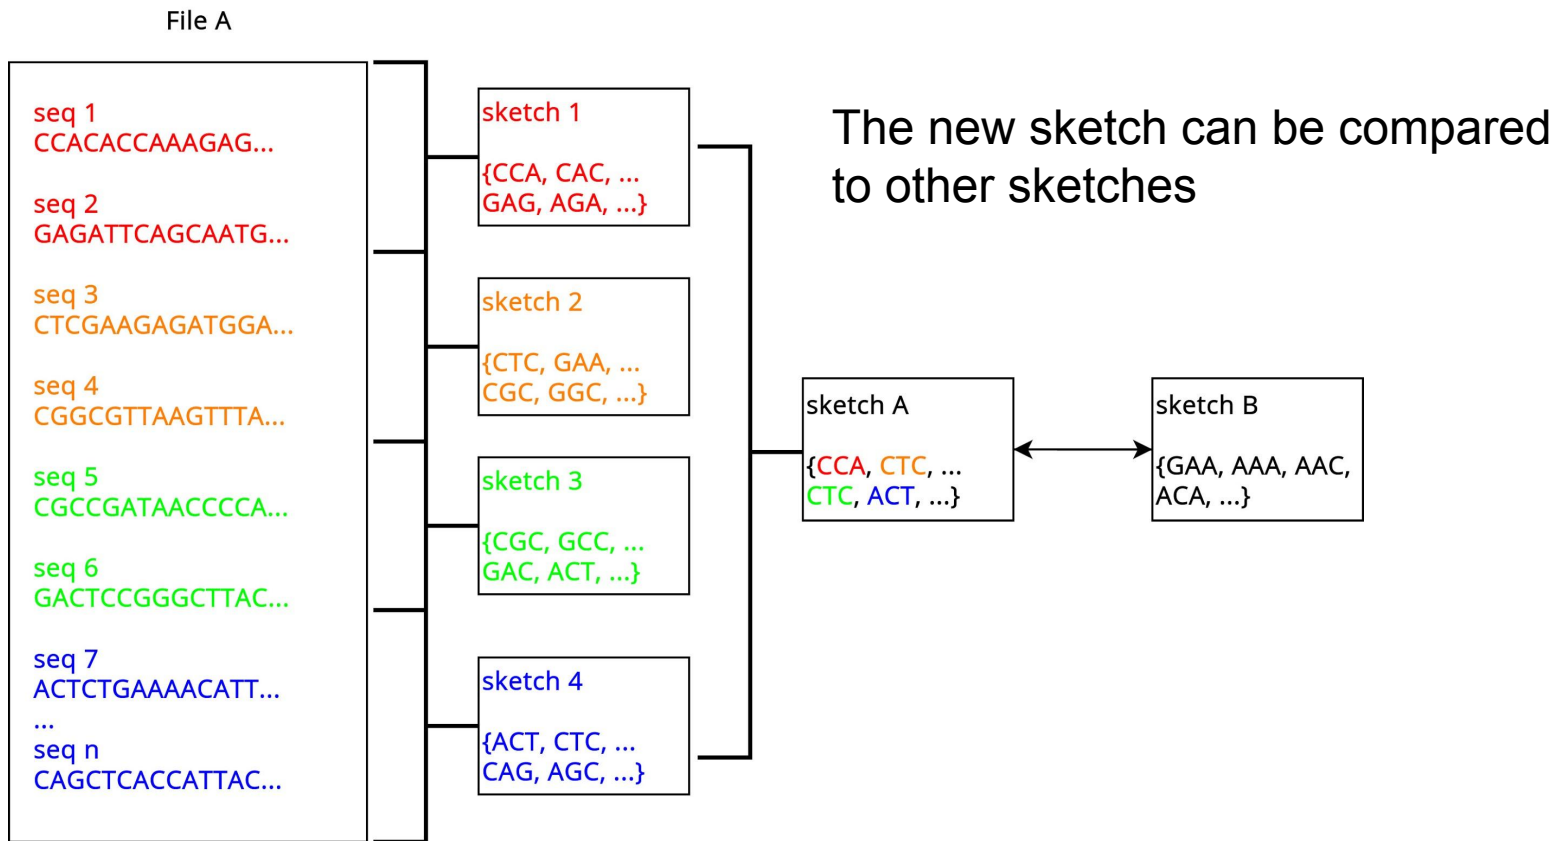 File A
seq 1
CCACACCAAAGAG...
seq 2
GAGATTCAGCAATG...
seq 3
CTCGAAGAGATGGA...
seq 4
CGGCGTTAAGTTTA...
seq 5
CGCCGATAACCCCA...
seq 6
GACTCCGGGCTTAC...
seq 7
ACTCTGAAAACATT...
...
seq n
CAGCTCACCATTAC...
sketch 1
{CCA, CAC, ...
GAG, AGA, ...}
sketch 2
{CTC, GAA, ...
CGC, GGC, ...}
sketch 3
{CGC, GCC, ...
GAC, ACT, ...}
sketch 4
{ACT, CTC, ...
CAG, AGC, ...}
The new sketch can be compared
to other sketches
sketch A
{CCA, CTC, ...
CTC, ACT, ...}
sketch B
{GAA, AAA, AAC,
ACA, ...}